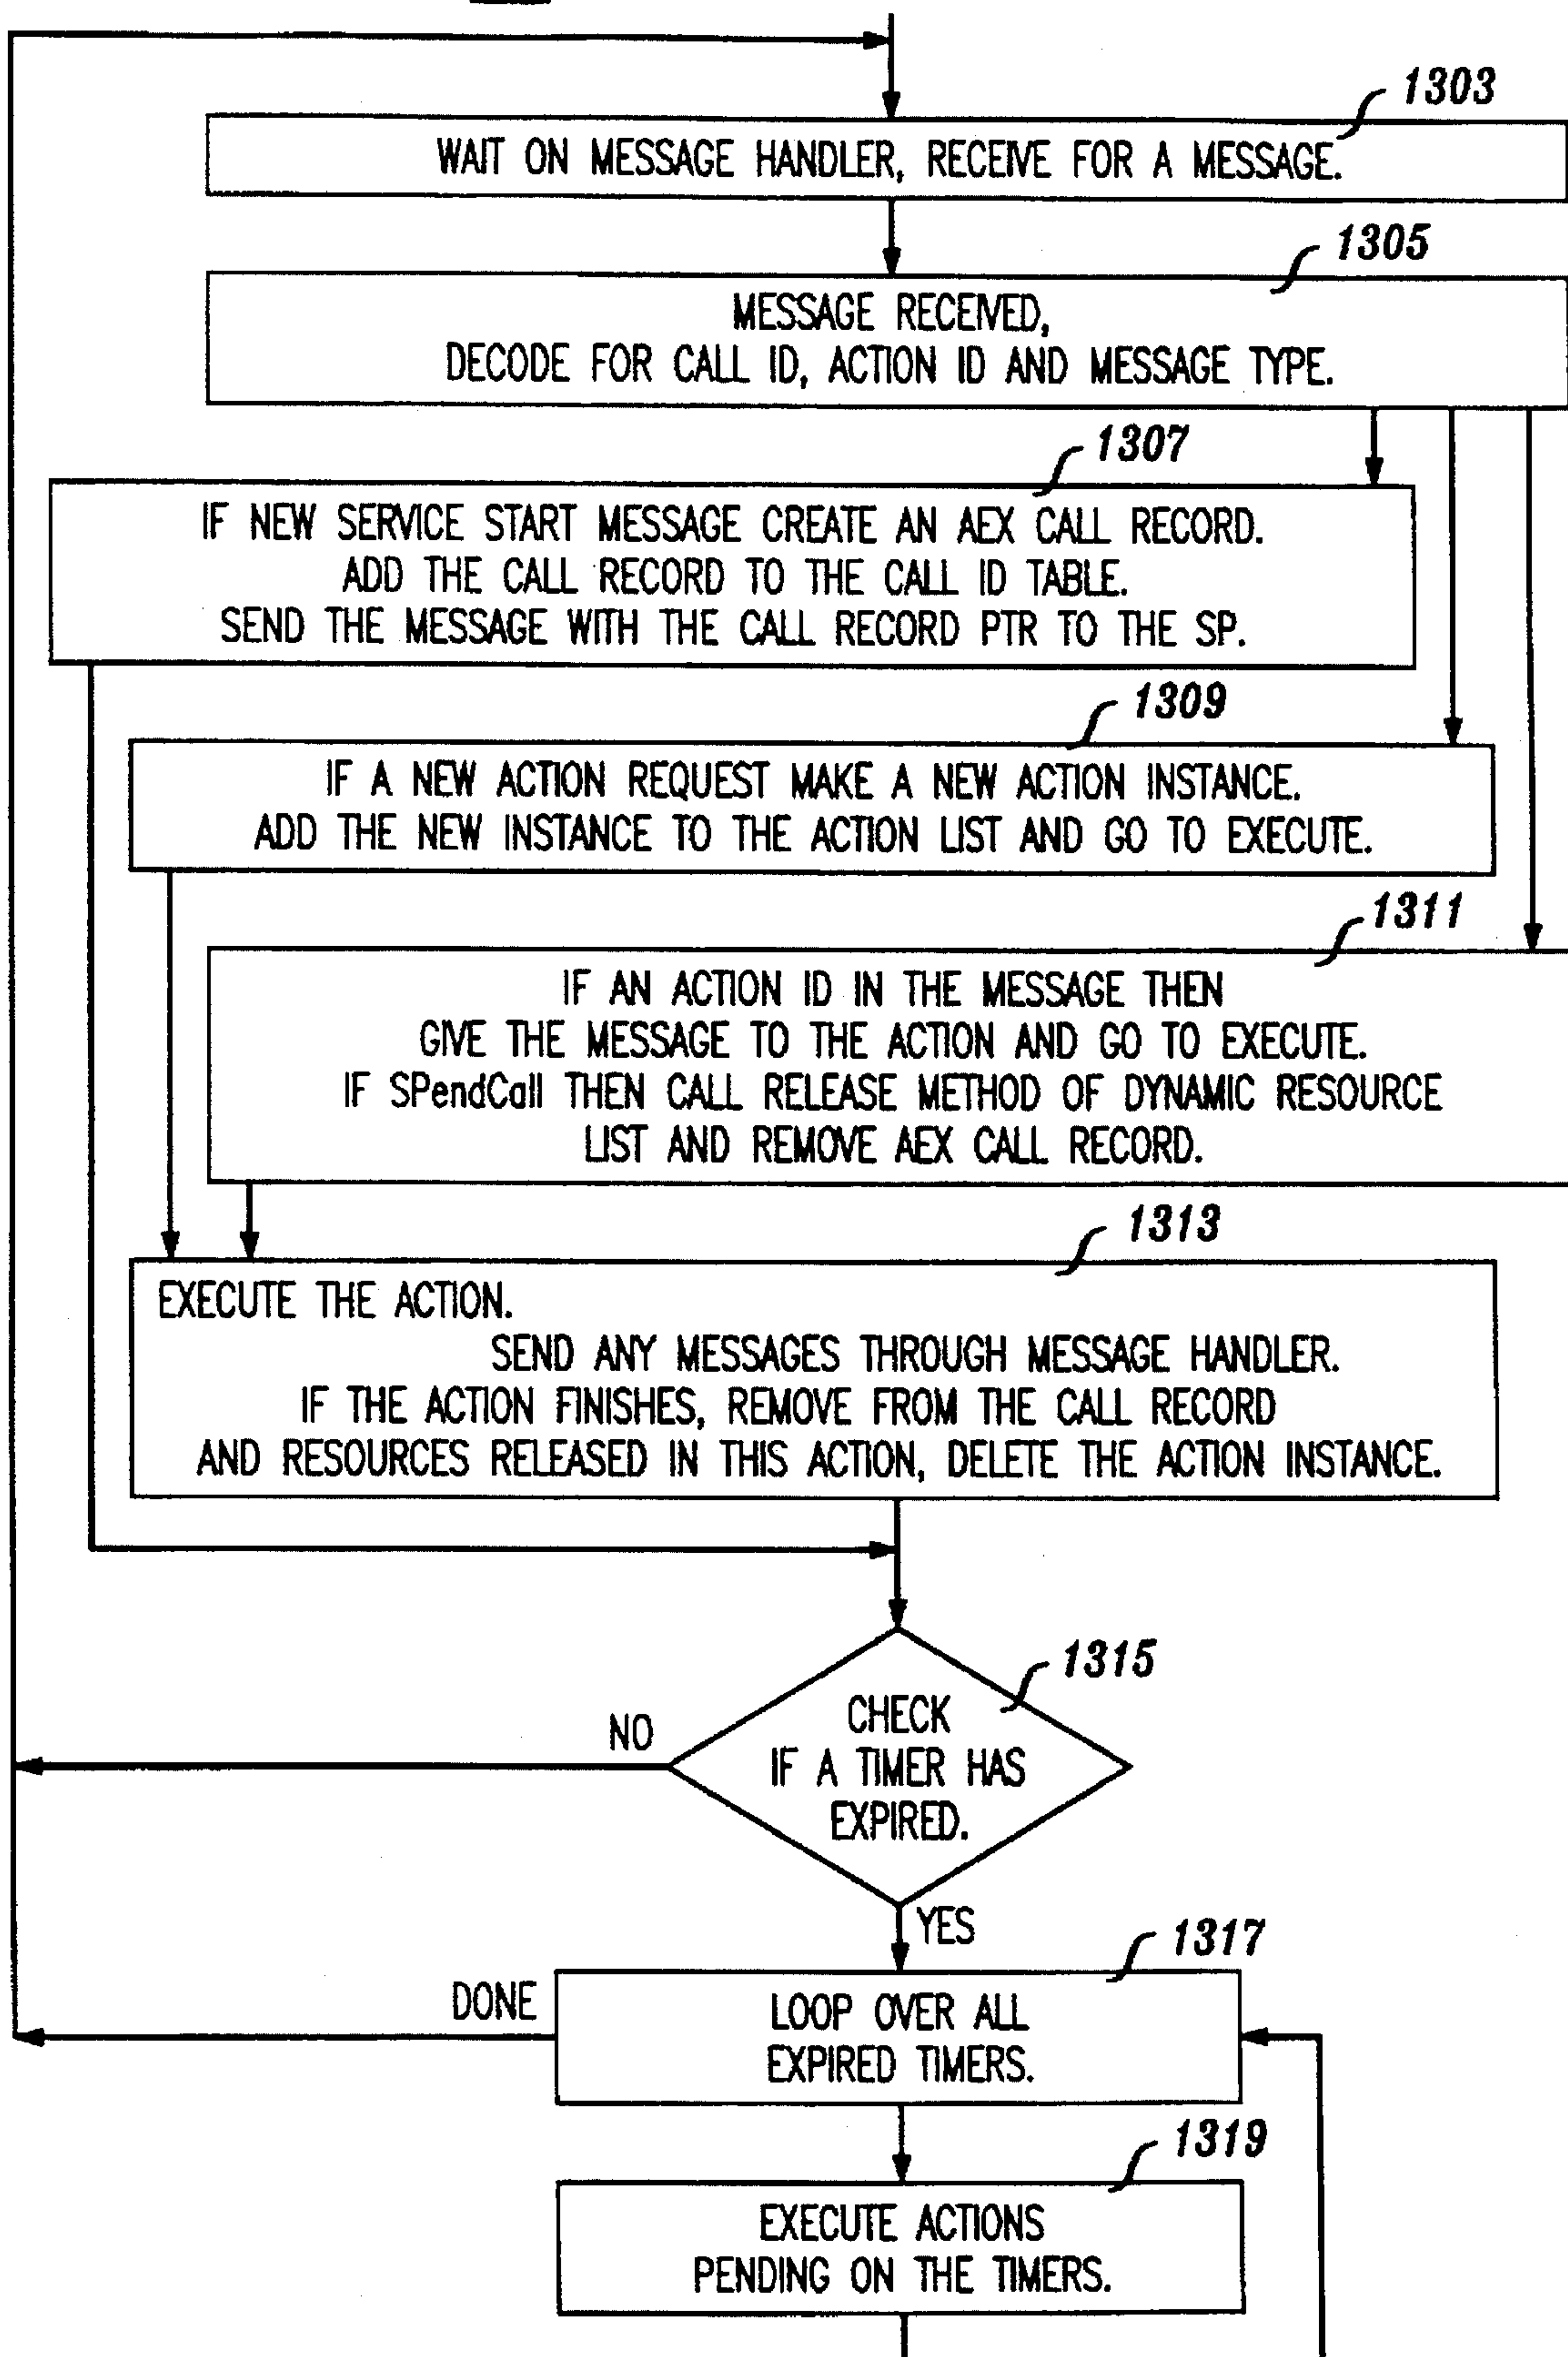 1303
WAIT ON MESSAGE HANDLER, RECEIVE FOR A MESSAGE.
1305
MESSAGE RECEIVED,
DECODE FOR CALL ID, ACTION ID AND MESSAGE TYPE.
1307
IF NEW SERVICE START MESSAGE CREATE AN AEX CALL RECORD.
ADD THE CALL RECORD TO THE CALL ID TABLE.
SEND THE MESSAGE WITH THE CALL RECORD PTR TO THE SP.
1309
IF A NEW ACTION REQUEST MAKE A NEW ACTION INSTANCE.
ADD THE NEW INSTANCE TO THE ACTION LIST AND GO TO EXECUTE.
1311
IF AN ACTION ID IN THE MESSAGE THEN
GIVE THE MESSAGE TO THE ACTION AND GO TO EXECUTE.
IF SPendCall THEN CALL RELEASE METHOD OF DYNAMIC RESOURCE
LIST AND REMOVE AEX CALL RECORD.
1313
EXECUTE THE ACTION.
SEND ANY MESSAGES THROUGH MESSAGE HANDLER.
IF THE ACTION FINISHES, REMOVE FROM THE CALL RECORD
AND RESOURCES RELEASED IN THIS ACTION, DELETE THE ACTION INSTANCE.
1315
CHECK
IF A TIMER HAS
EXPIRED.
NO
YES
1317
LOOP OVER ALL
EXPIRED TIMERS.
DONE
1319
EXECUTE ACTIONS
PENDING ON THE TIMERS.